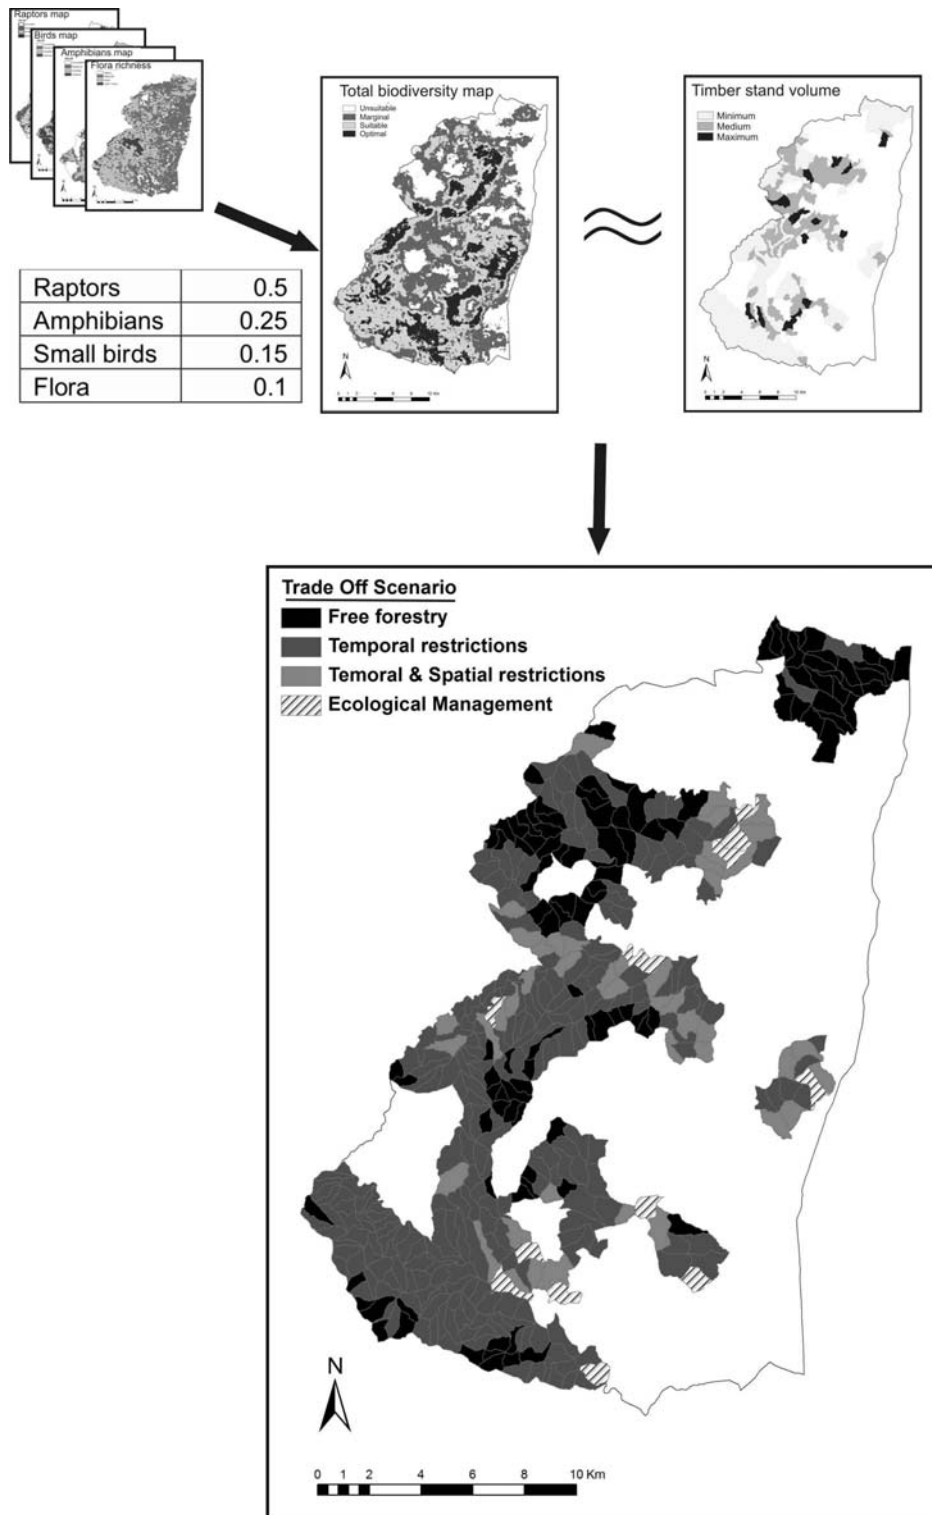 Raptors map
Birds map
Amphibians map
Flora richness
Total biodiversity map
Unsuitable
Marginal
Suitable
Optimal
N
Timber stand volume
Minimum
Medium
Maximum
N
Raptors 0.5
Amphibians 0.25
Small birds 0.15
Flora 0.1
Trade Off Scenario
Free forestry
Temporal restrictions
Temoral & Spatial restrictions
Ecological Management
N
0 1 2 4 6 8 10 Km